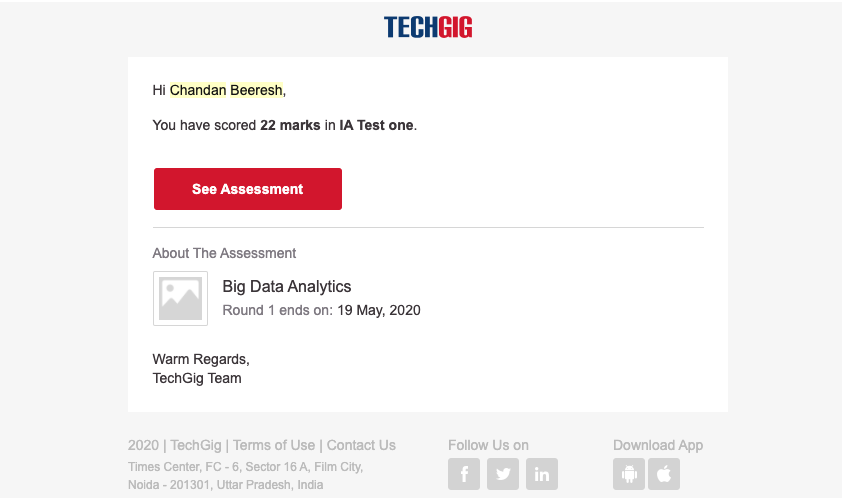 TECHGIG
Hi Chandan Beeresh,
You have scored 22 marks in IA Test one.
See Assessment
About The Assessment
Big Data Analytics
Round 1 ends on: 19 May, 2020
Warm Regards,
TechGig Team
2020 | TechGig | Terms of Use | Contact Us
Times Center, FC - 6, Sector 16 A, Film City,
Noida - 201301, Uttar Pradesh, India
Follow Us on
f
in
Download App